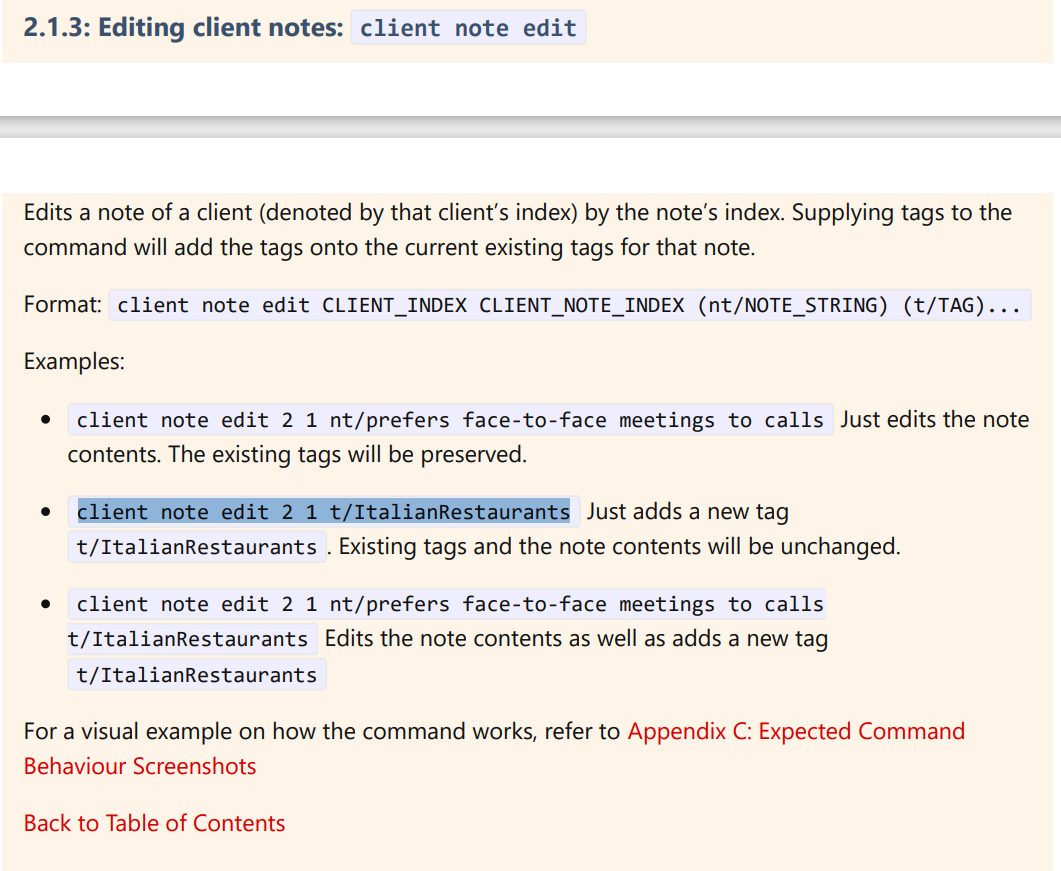 2.1.3: Editing client notes: client note edit
Edits a note of a client (denoted by that client’s index) by the note’s index. Supplying tags to the
command will add the tags onto the current existing tags for that note.
Format: client note edit CLIENT_INDEX CLIENT_NOTE_INDEX (nt/NOTE_STRING) (t/TAG)...
Examples:
• client note edit 2 1 nt/prefers face-to-face meetings to calls Just edits the note
contents. The existing tags will be preserved.
• client note edit 2 1 t/ItalianRestaurants Just adds a new tag
t/ItalianRestaurants . Existing tags and the note contents will be unchanged.
• client note edit 2 1 nt/prefers face-to-face meetings to calls
t/ItalianRestaurants Edits the note contents as well as adds a new tag
t/ItalianRestaurants
For a visual example on how the command works, refer to Appendix C: Expected Command
Behaviour Screenshots
Back to Table of Contents